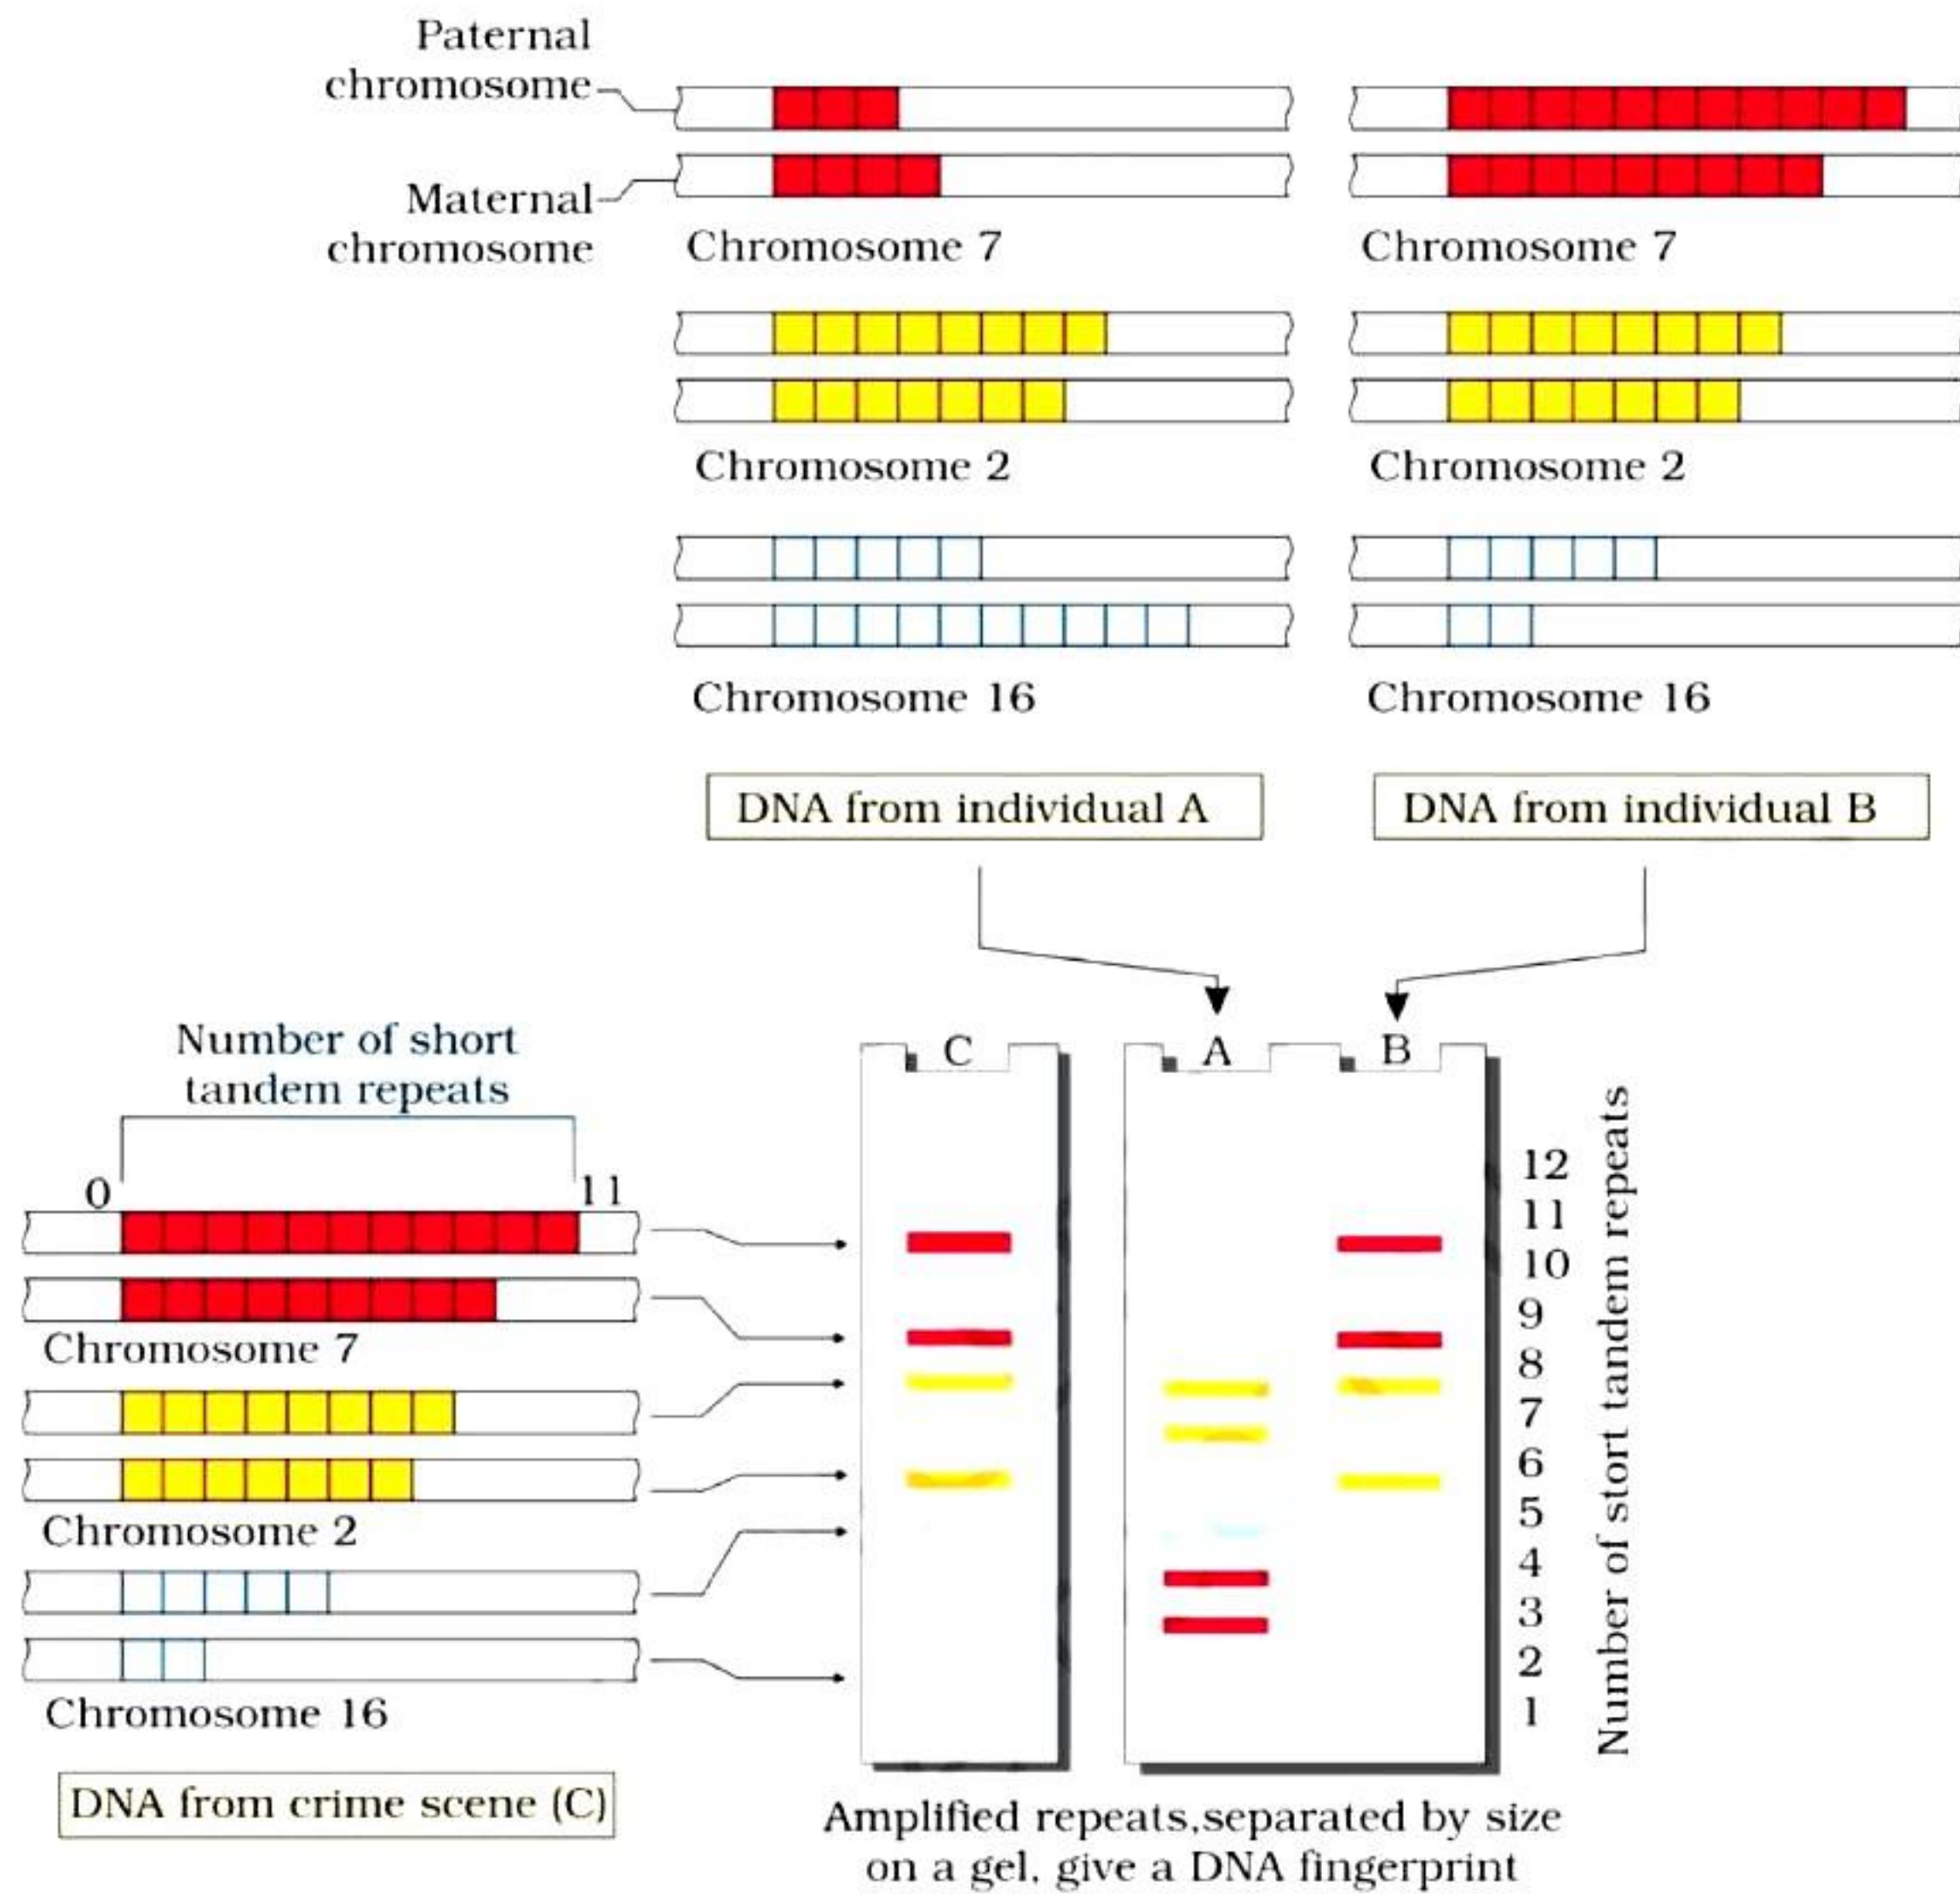 Paternal
chromosome
Maternal
chromosome
Chromosome 7
Chromosome 7
Chromosome 2
Chromosome 2
Chromosome 16
Chromosome 16
DNA from individual A
DNA from individual B
Number of short
tandem repeats
0
11
Chromosome 7
Chromosome 2
Chromosome 16
DNA from crime scene (C)
C
A
B
12
11
10
9
8
7
6
5
4
3
2
1
Number of stort tandem repeats
Amplified repeats,separated by size
on a gel, give a DNA fingerprint